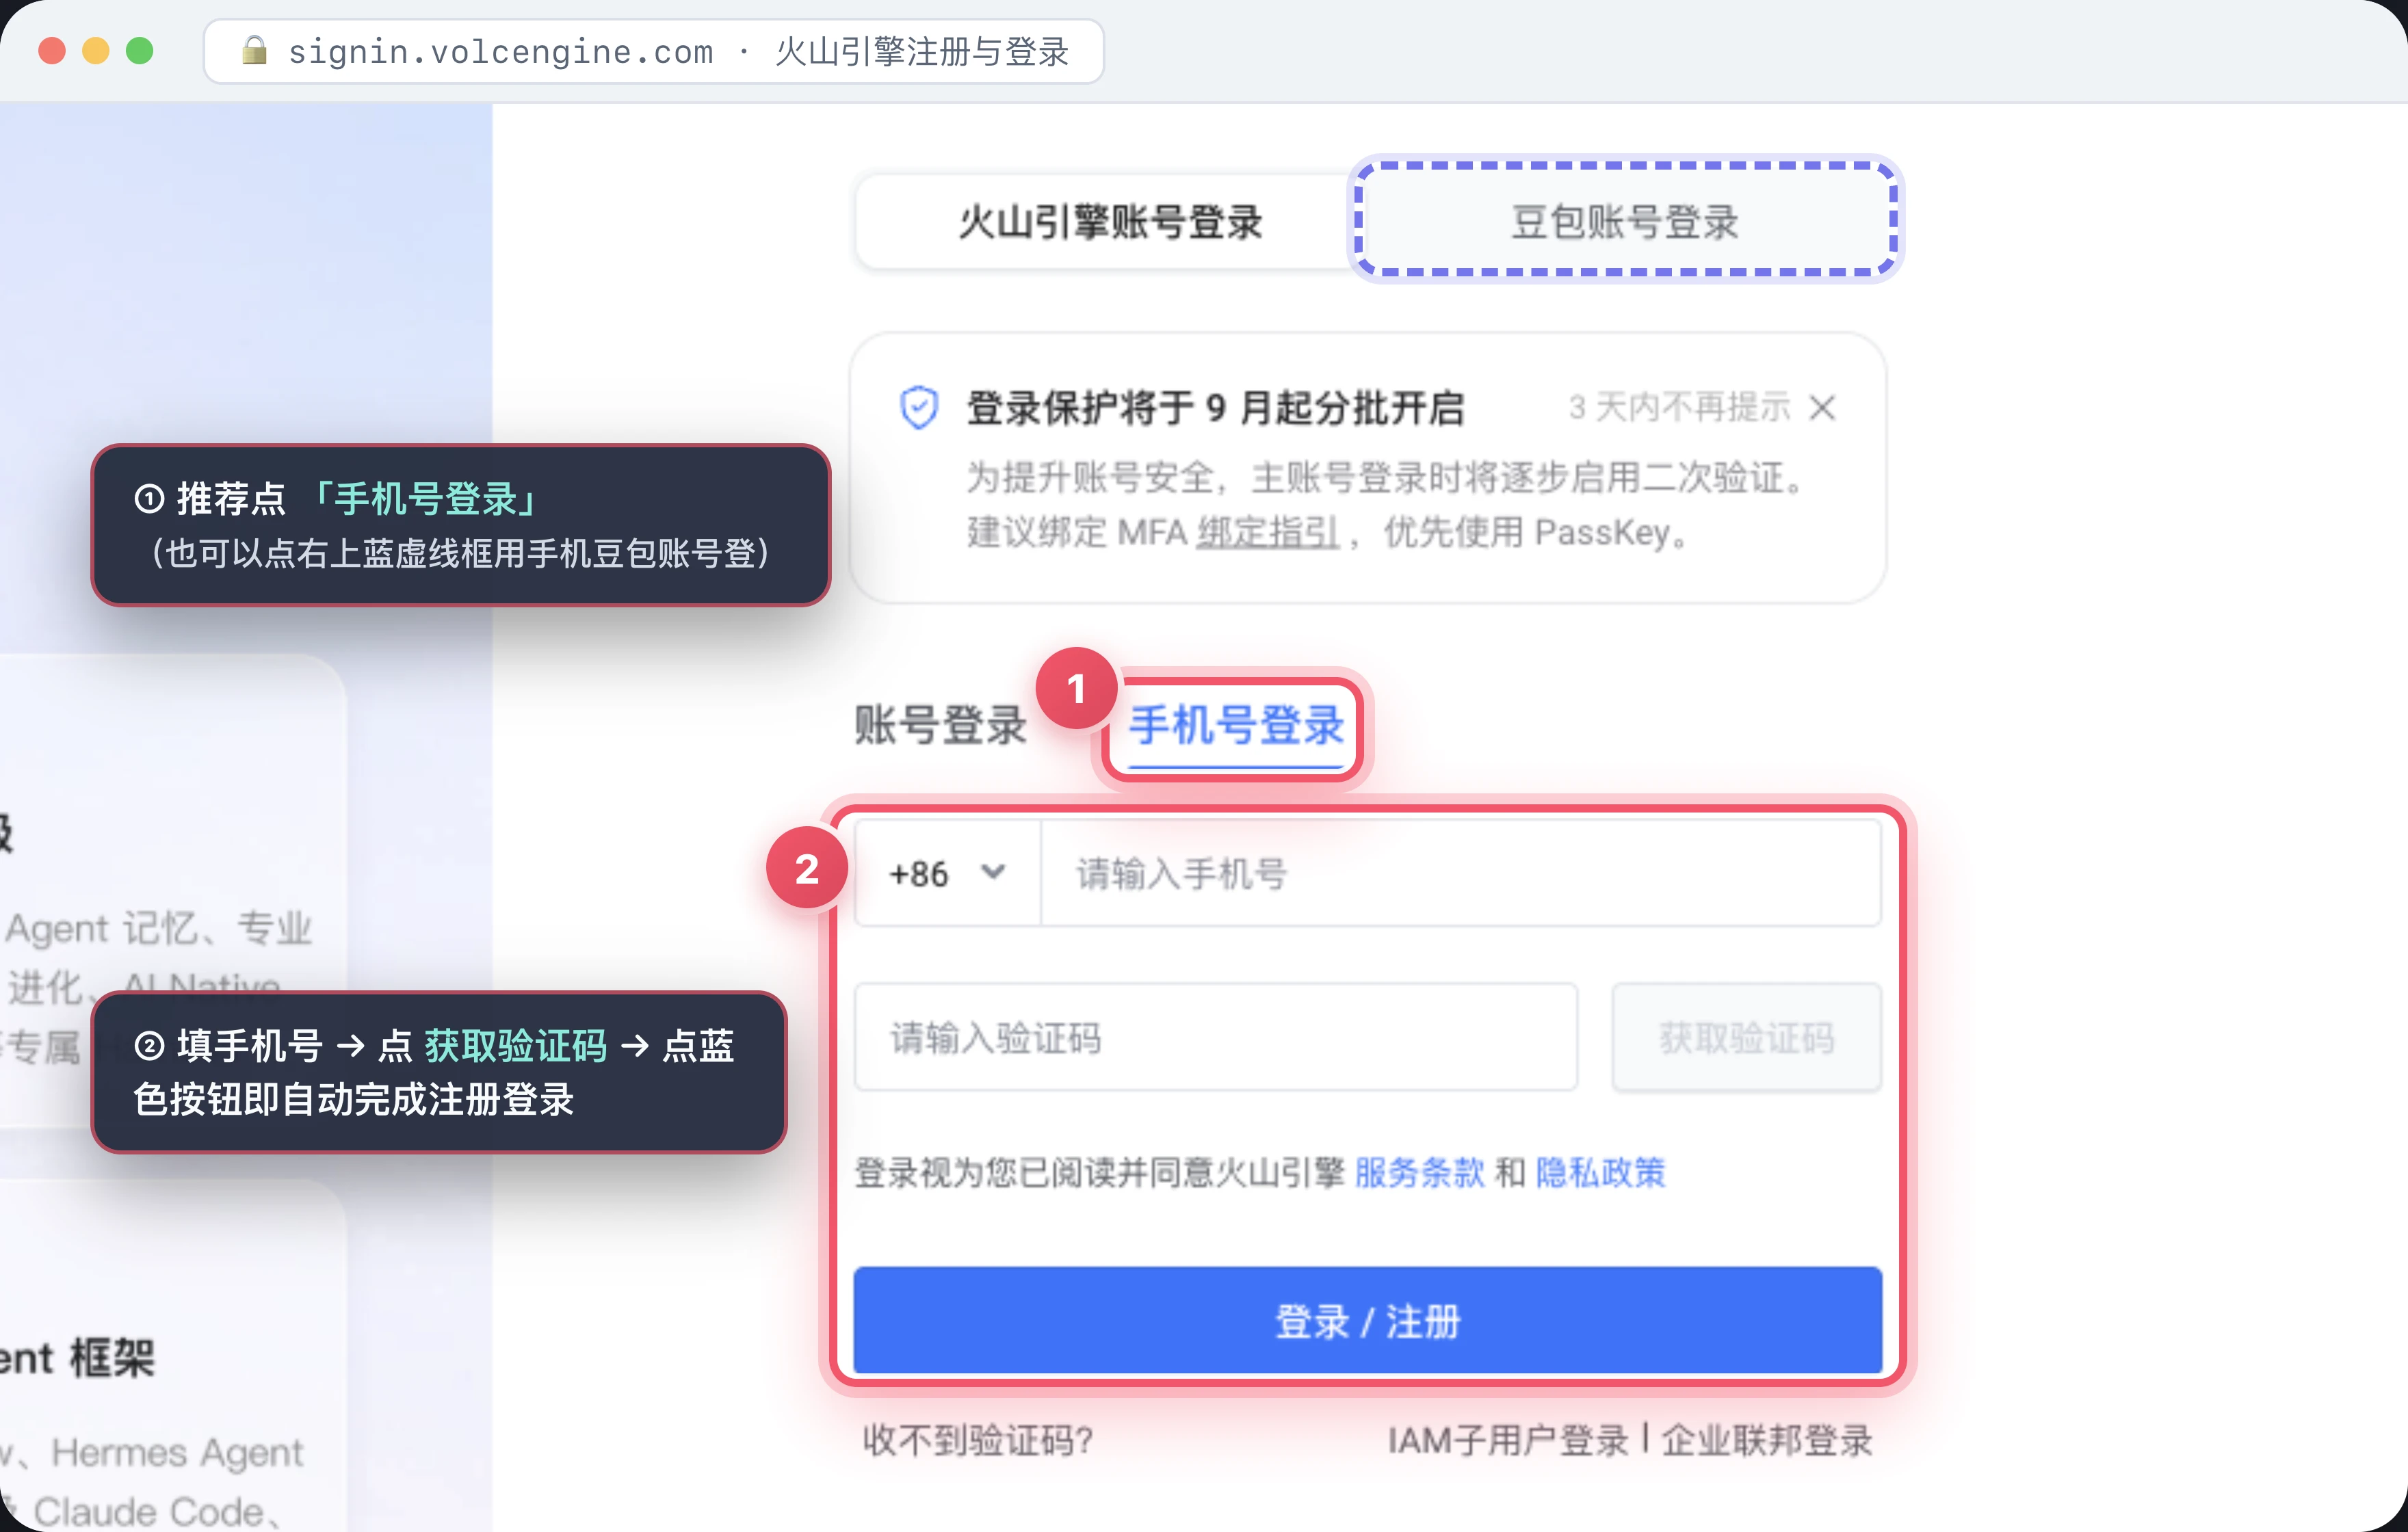 signin.volcengine.com · 火山引擎注册与登录
火山引擎账号登录
豆包账号登录
登录保护将于 9 月起分批开启
3 天内不再提示
为提升账号安全，主账号登录时将逐步启用二次验证。
建议绑定 MFA 绑定指引，优先使用 PassKey。
① 推荐点「手机号登录」
（也可以点右上蓝虚线框用手机豆包账号登）
账号登录
1
手机号登录
2
+86
请输入手机号
Agent 记忆、专业
进化、AI Native
专属
② 填手机号 → 点 获取验证码 → 点蓝
色按钮即自动完成注册登录
请输入验证码
获取验证码
登录视为您已阅读并同意火山引擎 服务条款 和 隐私政策
登录 / 注册
ent 框架
、Hermes Agent
Claude Code、
收不到验证码?
IAM子用户登录 | 企业联邦登录